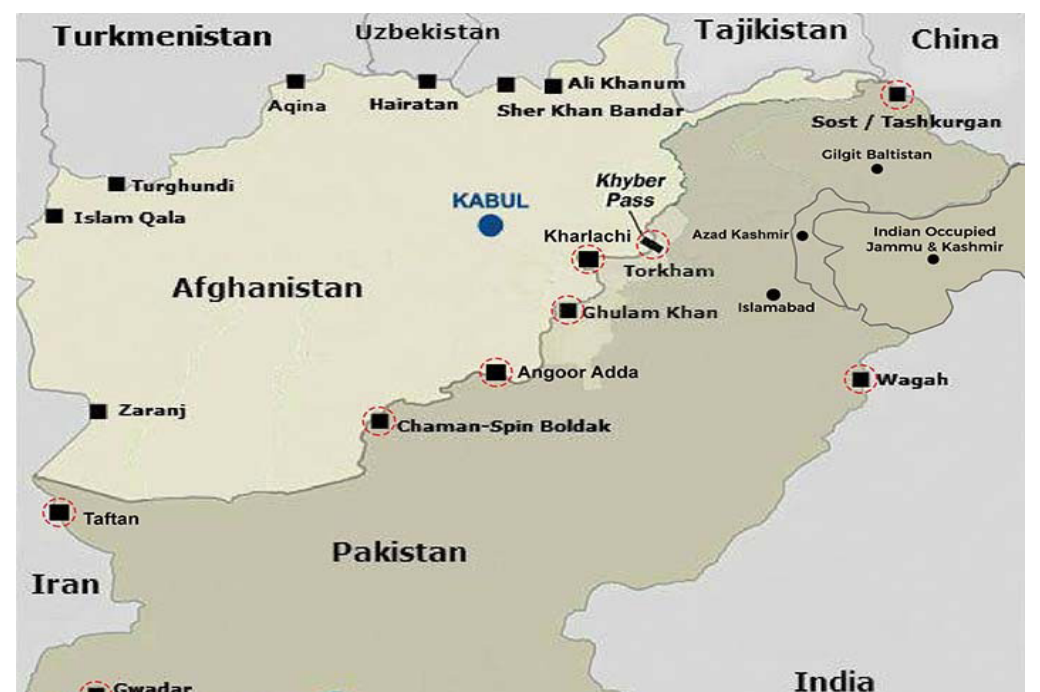 Turkmenistan
Uzbekistan
Tajikistan
China
Aqina
Hairatan
Ali Khanum
Sher Khan Bandar
Sost / Tashkurgan
Gilgit Baltistan
Turghundi
Islam Qala
KABUL
Khyber
Pass
Kharlachi
Azad Kashmir
Indian Occupied
Jammu & Kashmir
Torkham
Afghanistan
Ghulam Khan
Islamabad
Angoor Adda
Wagah
Zaranj
Chaman-Spin Boldak
Taftan
Pakistan
Iran
India
Gwadar